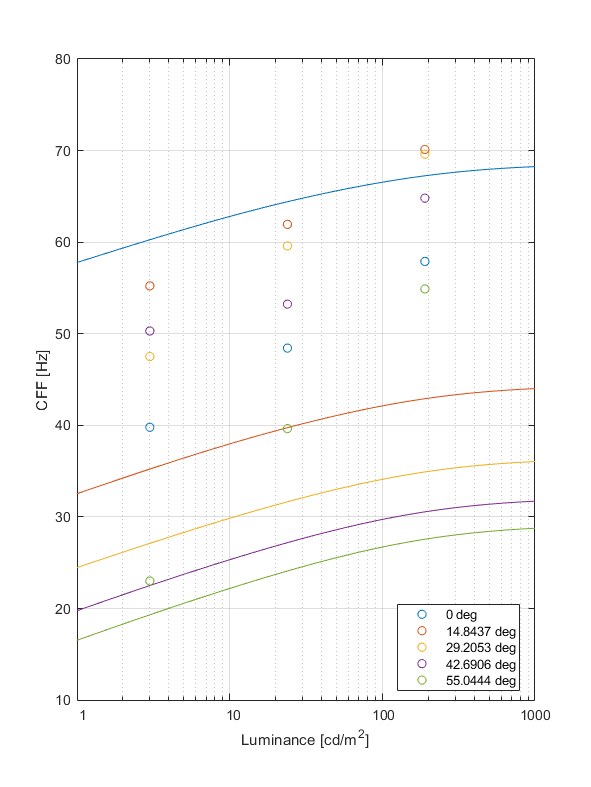 80
70
60
50
40
30
20
10
CFF [Hz]
0 deg
14.8437 deg
29.2053 deg
42.6906 deg
55.0444 deg
1 10 100 1000
Luminance [cd/m²]